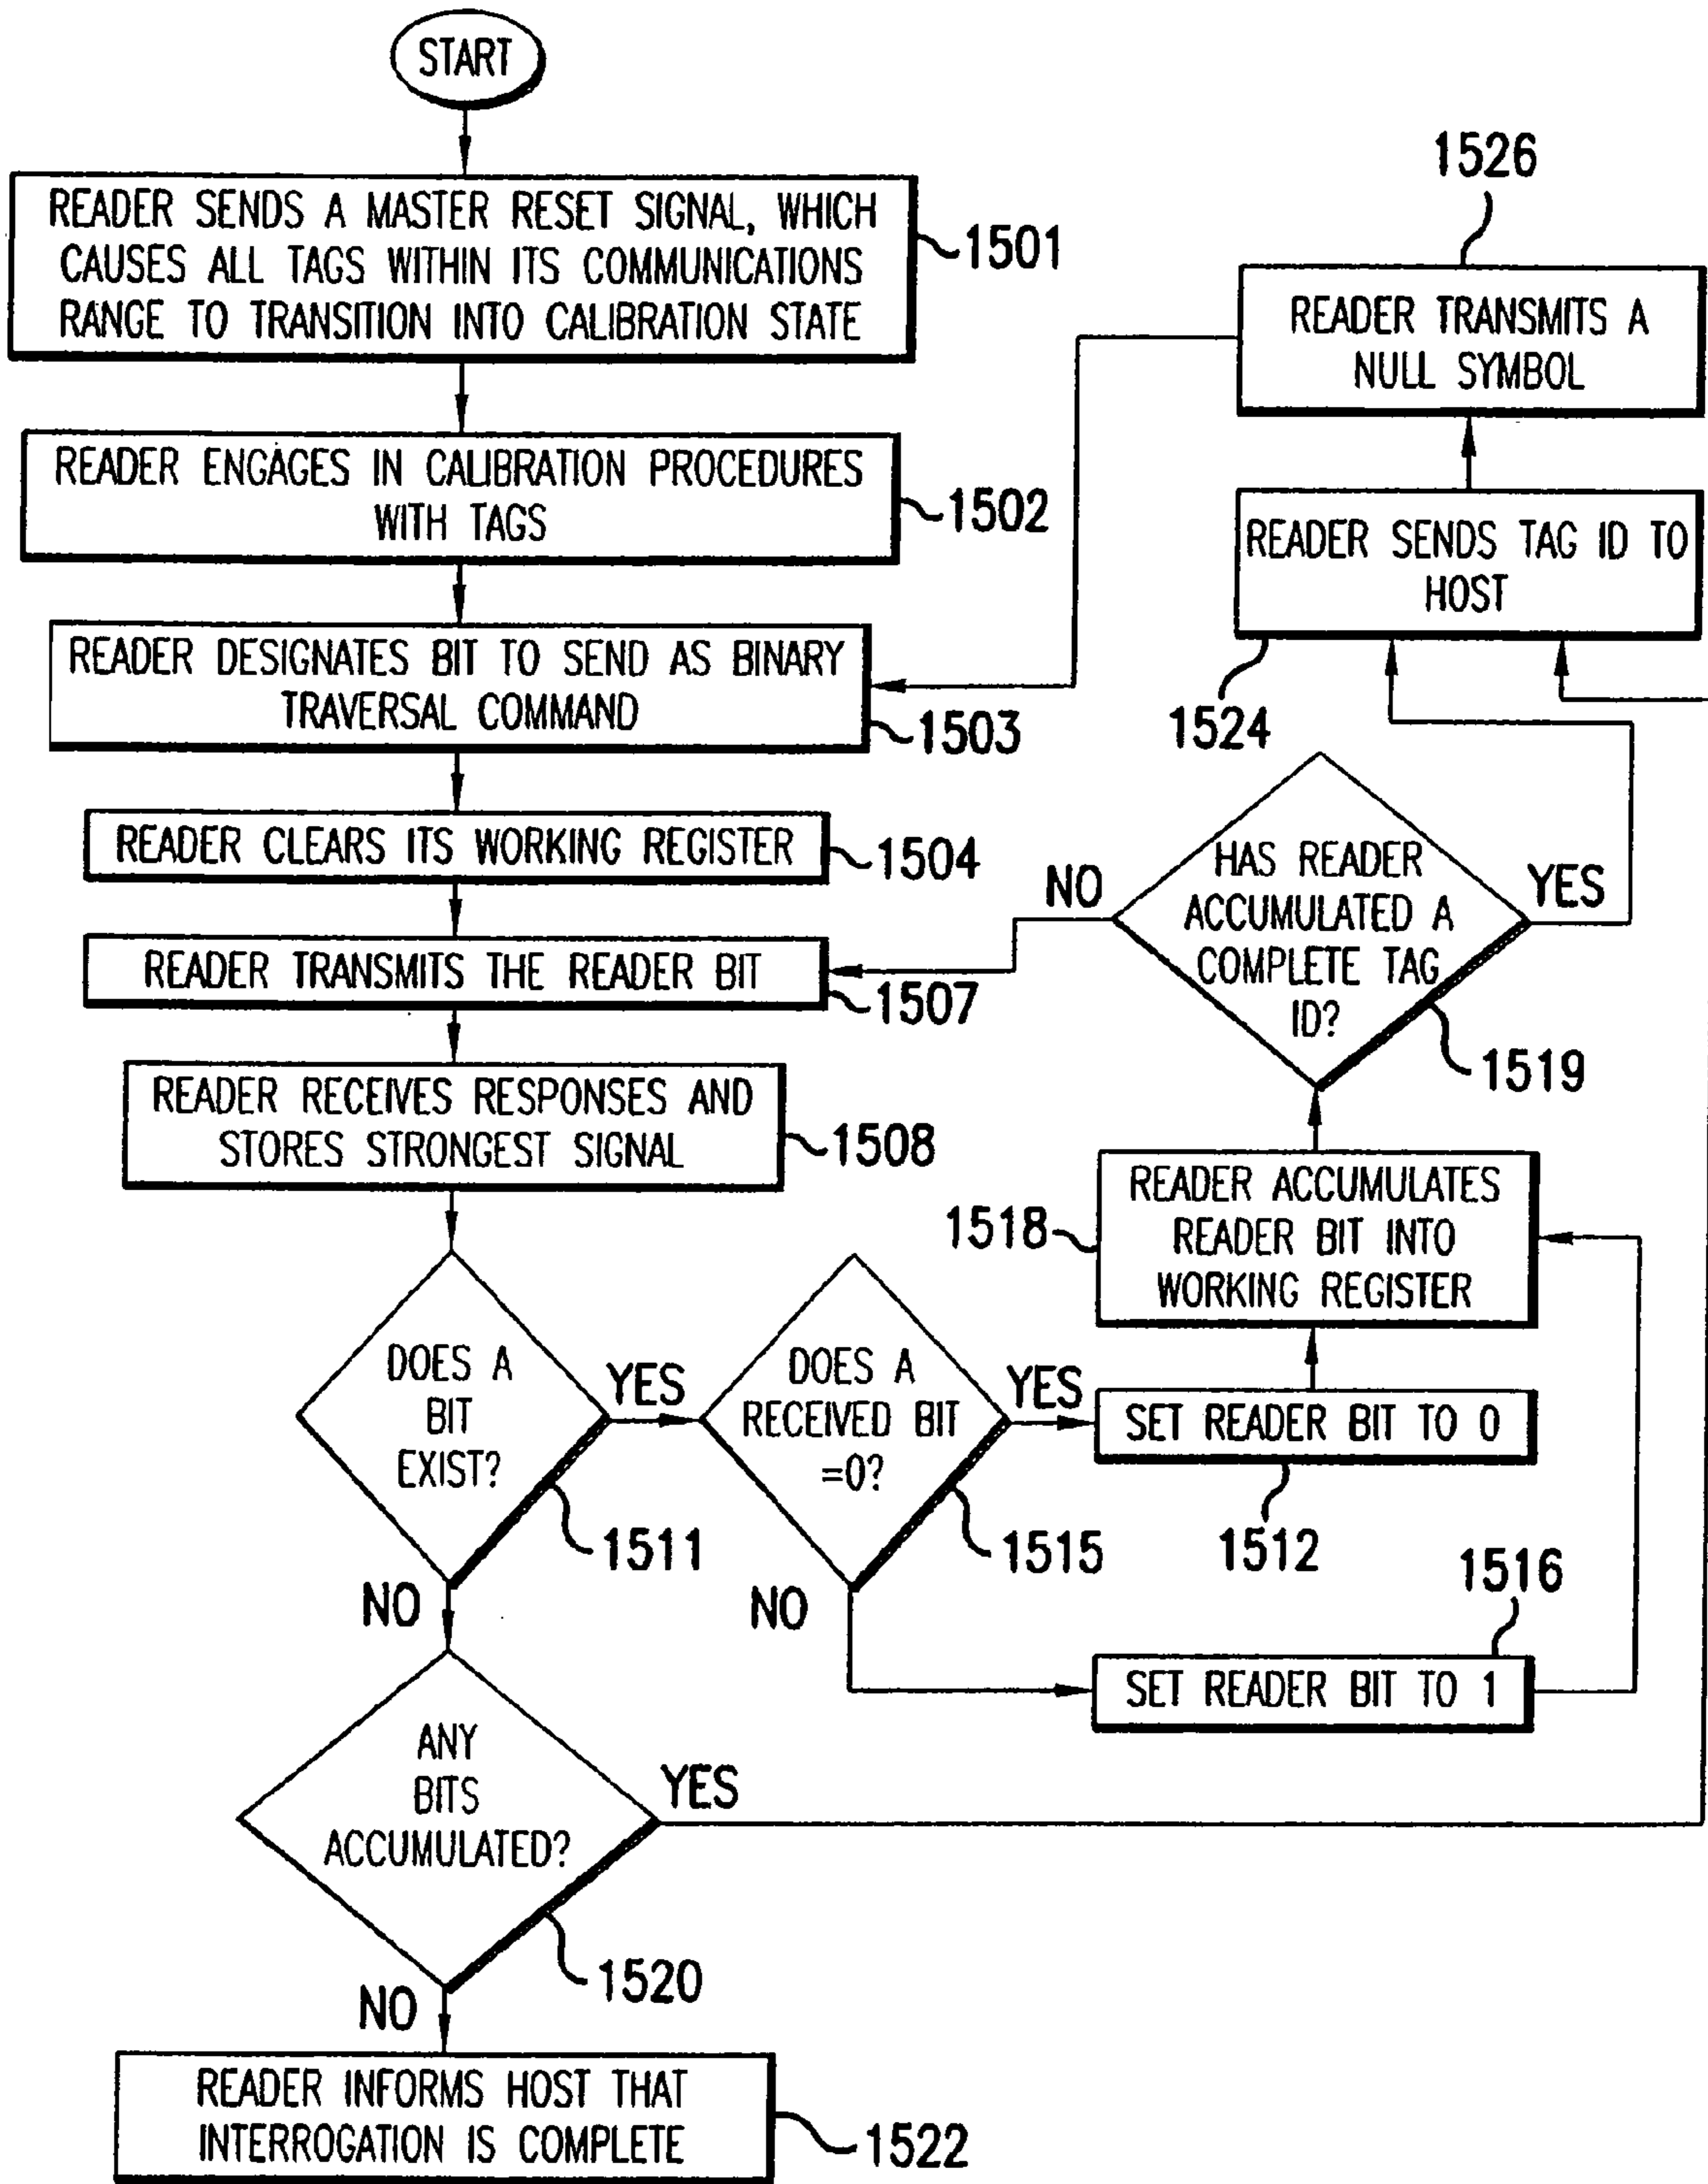 START
READER SENDS A MASTER RESET SIGNAL, WHICH
CAUSES ALL TAGS WITHIN ITS COMMUNICATIONS
RANGE TO TRANSITION INTO CALIBRATION STATE
1501
READER ENGAGES IN CALIBRATION PROCEDURES
WITH TAGS
1502
READER DESIGNATES BIT TO SEND AS BINARY
TRAVERSAL COMMAND
1503
READER CLEARS ITS WORKING REGISTER
1504
READER TRANSMITS THE READER BIT
1507
READER RECEIVES RESPONSES AND
STORES STRONGEST SIGNAL
1508
DOES A
BIT
EXIST?
1511
YES
NO
DOES A
RECEIVED BIT
=0?
1515
YES
NO
SET READER BIT TO 0
1512
1516
SET READER BIT TO 1
READER ACCUMULATES
READER BIT INTO
WORKING REGISTER
1518
HAS READER
ACCUMULATED A
COMPLETE TAG
ID?
1519
NO
YES
READER SENDS TAG ID TO
HOST
1524
1526
READER TRANSMITS A
NULL SYMBOL
ANY
BITS
ACCUMULATED?
YES
1520
NO
READER INFORMS HOST THAT
INTERROGATION IS COMPLETE
1522